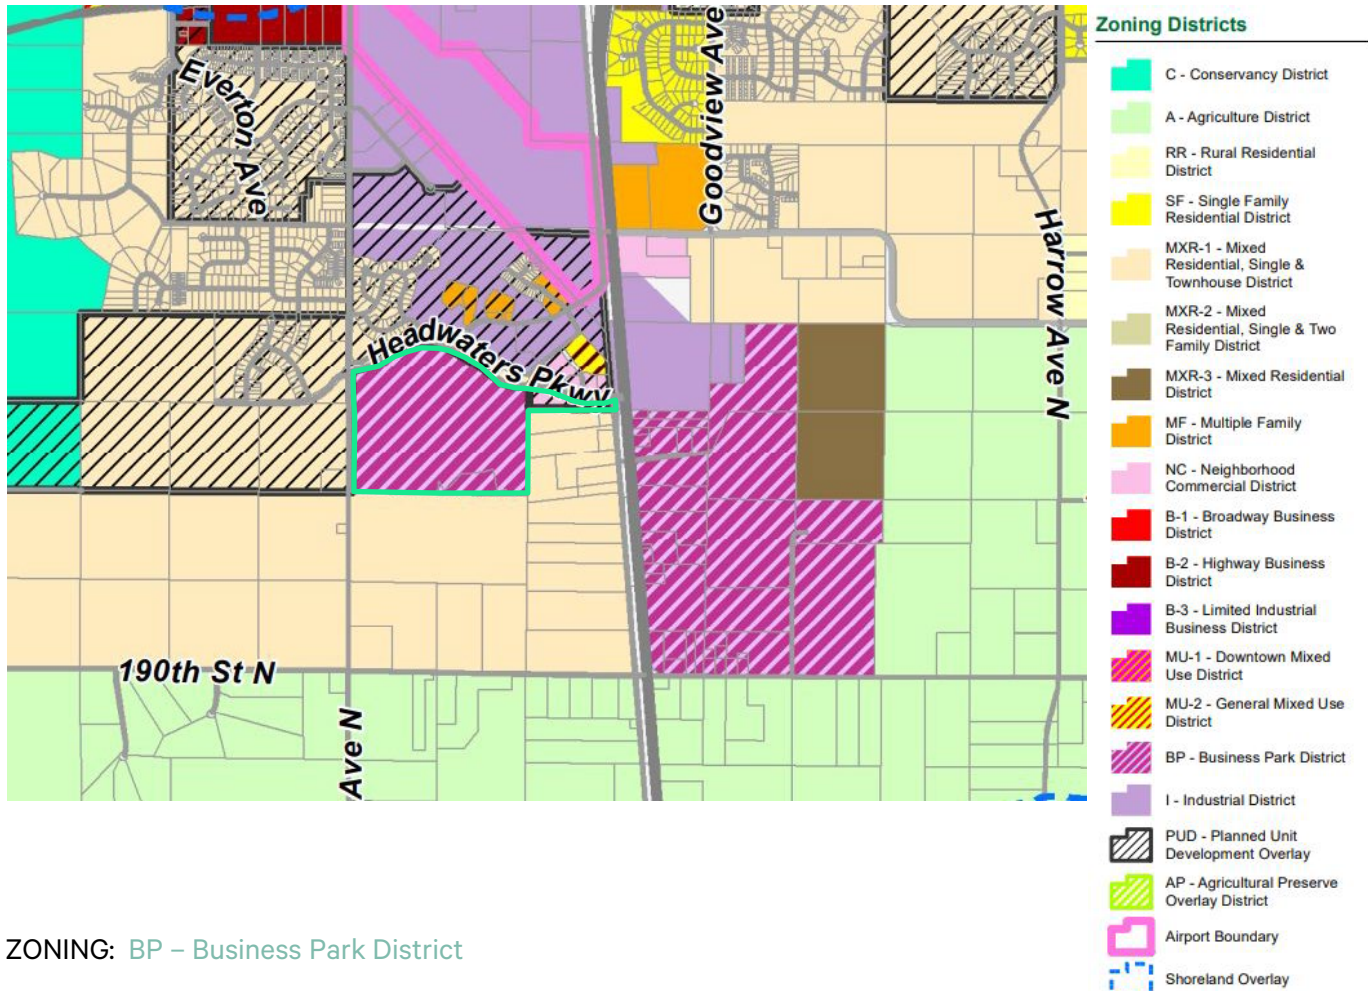 Zoning Districts
C - Conservancy District
A - Agriculture District
RR - Rural Residential
District
SF - Single Family
Residential District
MXR-1 - Mixed
Residential, Single &
Townhouse District
MXR-2 - Mixed
Residential, Single & Two
Family District
MXR-3 - Mixed Residential
District
MF - Multiple Family
District
NC - Neighborhood
Commercial District
B-1 - Broadway Business
District
B-2 - Highway Business
District
B-3 - Limited Industrial
Business District
MU-1 - Downtown Mixed
Use District
MU-2 - General Mixed Use
District
BP - Business Park District
I - Industrial District
PUD - Planned Unit
Development Overlay
AP - Agricultural Preserve
Overlay District
Airport Boundary
Shoreland Overlay
Everton Ave
Goodview Ave
Harrow Ave N
Headwaters Pkwy
190th St N
Ave N
ZONING: BP – Business Park District